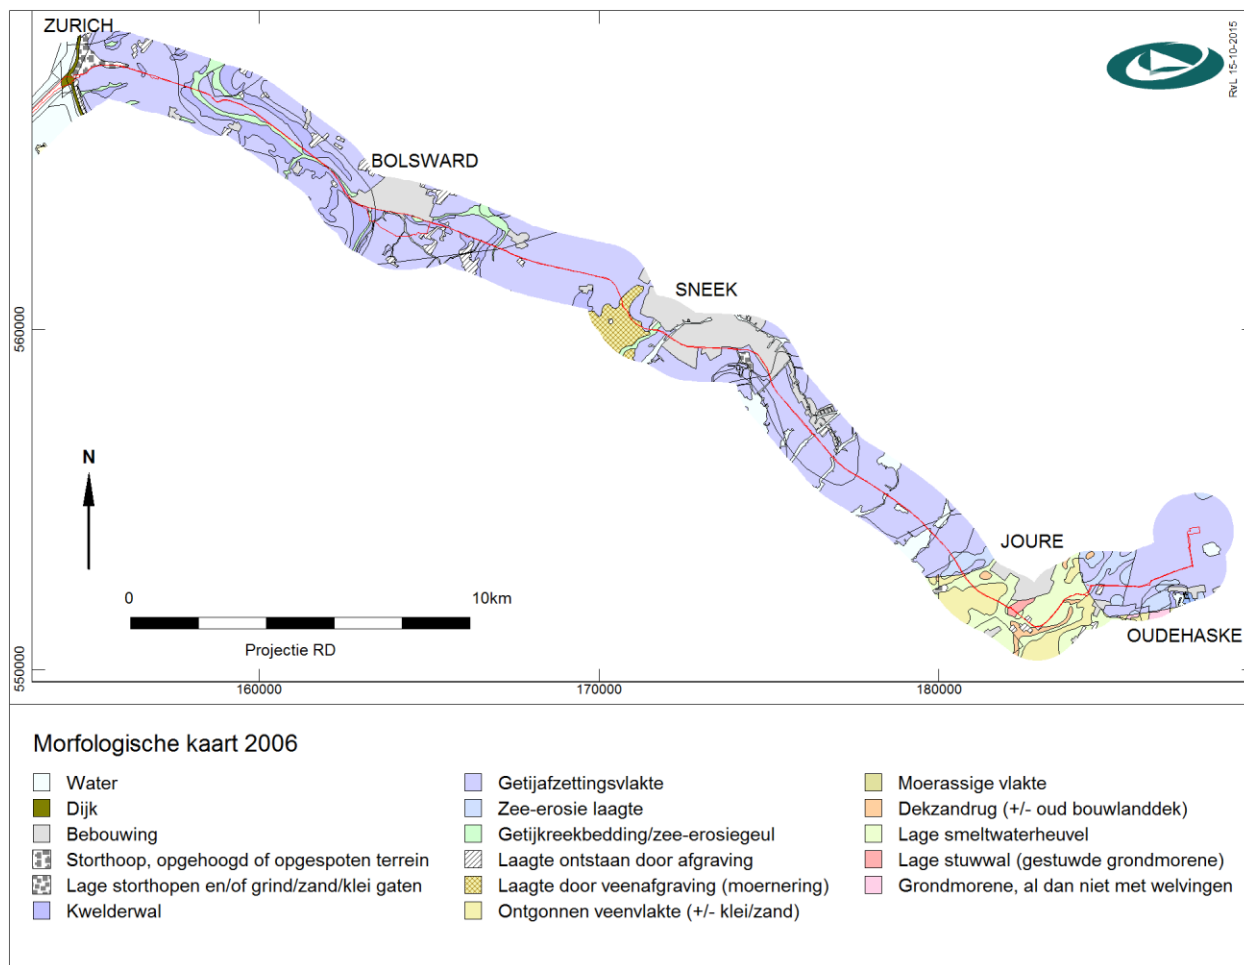 ZURICH
RvL 15-10-2015
BOLSWARD
SNEEK
560000
N
JOURE
0 10km
OUDEHASKE
Projectie RD
550000
160000 170000 180000
Morfologische kaart 2006
Water
Dijk
Bebouwing
Storthoop, opgehoogd of opgespoten terrein
Lage storthopen en/of grind/zand/klei gaten
Kwelderwal
Getijafzettingsvlakte
Zee-erosie laagte
Getijkreekbedding/zee-erosiegeul
Laagte ontstaan door afgraving
Laagte door veenafgraving (moernering)
Ontgonnen veenvlakte (+/- klei/zand)
Moerassige vlakte
Dekzandrug (+/- oud bouwlanddek)
Lage smeltwaterheuvel
Lage stuwwal (gestuwde grondmorene)
Grondmorene, al dan niet met welvingen